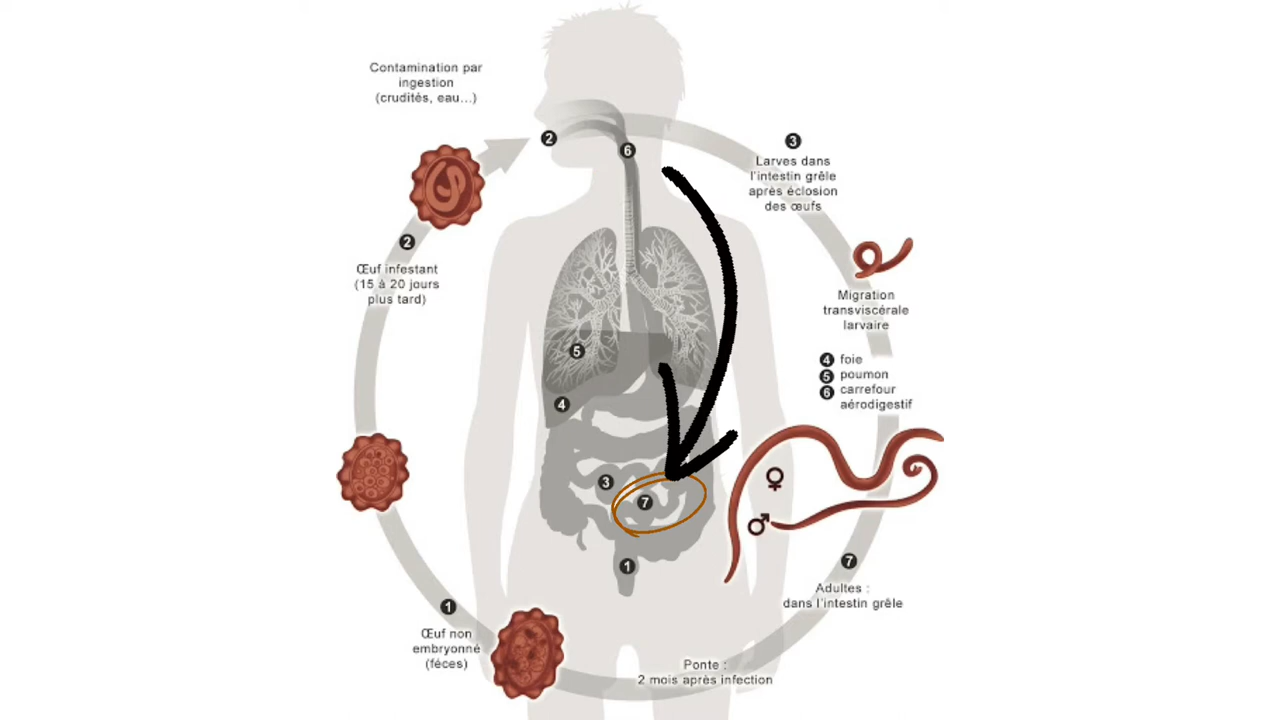 Contamination par
ingestion
(crudités, eau...)
2
6
3
Larves dans
l'intestin grêle
après éclosion
des œufs
2
Œuf infestant
(15 à 20 jours
plus tard)
Migration
transviscérale
larvaire
4 foie
5 poumon
6 carrefour
aérodigestif
5
4
3
7
1
♀
♂
7
Adultes :
dans l'intestin grêle
1
Œuf non
embryonné
(féces)
Ponte :
2 mois après infection